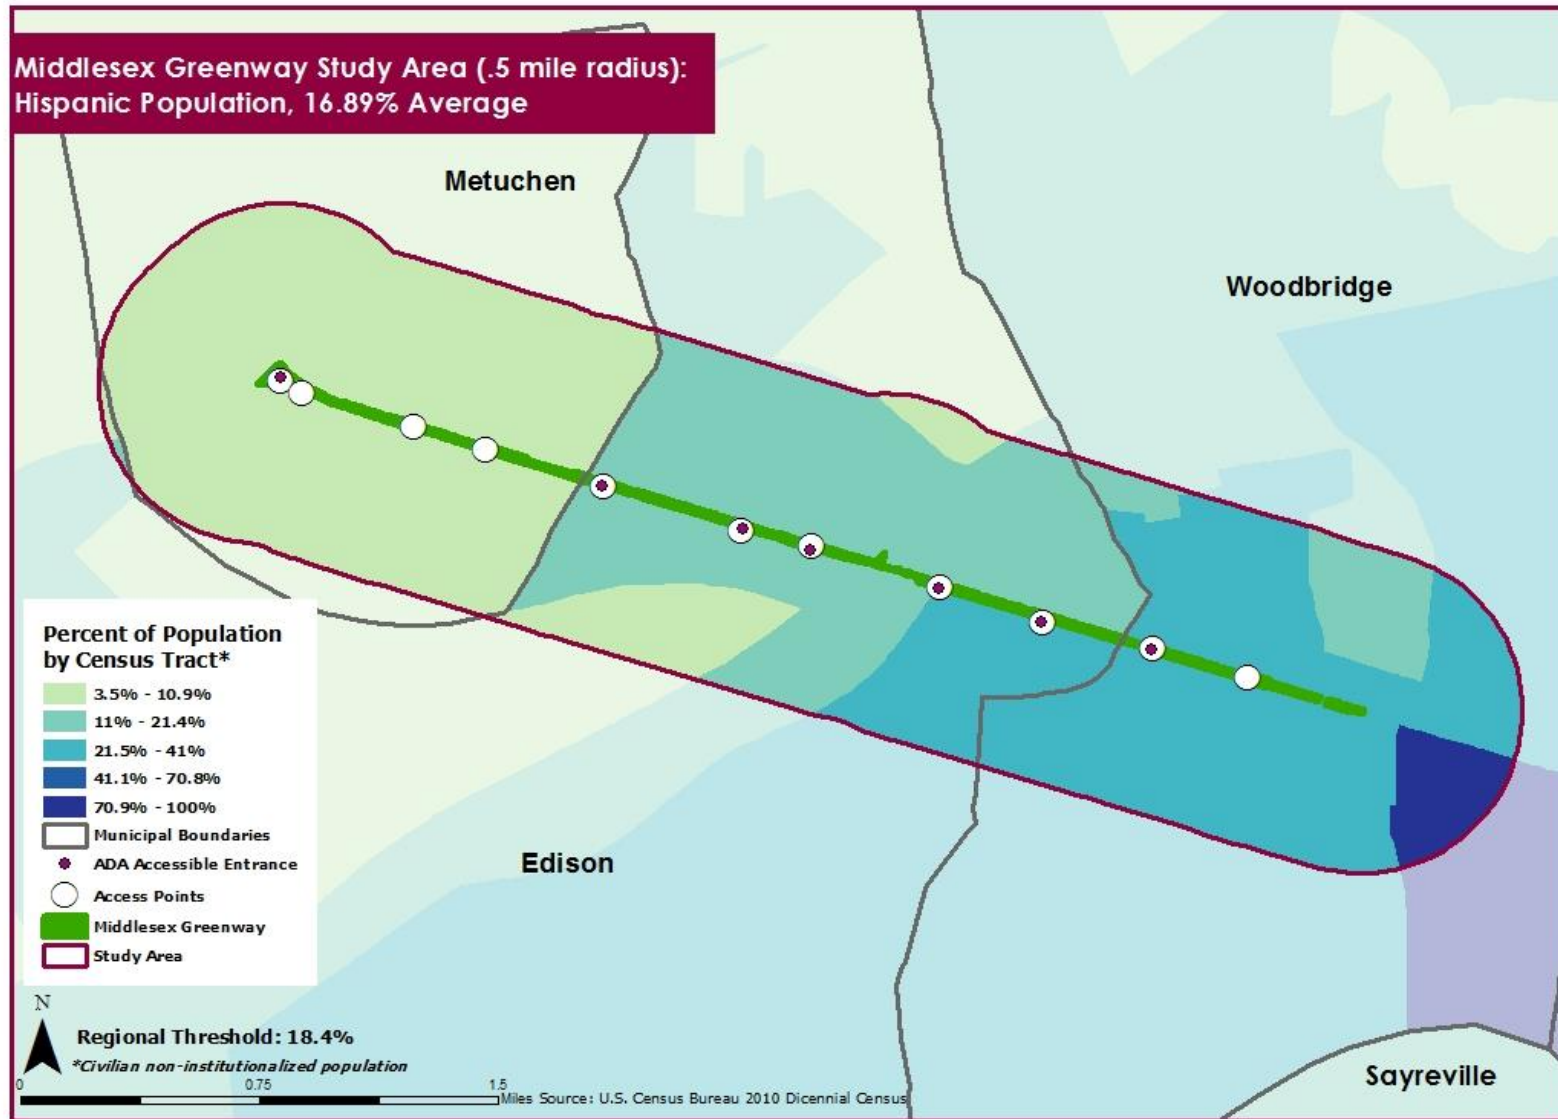 Middlesex Greenway Study Area (.5 mile radius):
Hispanic Population, 16.89% Average
Metuchen
Woodbridge
Edison
Sayreville
Percent of Population
by Census Tract*
3.5% - 10.9%
11% - 21.4%
21.5% - 41%
41.1% - 70.8%
70.9% - 100%
Municipal Boundaries
ADA Accessible Entrance
Access Points
Middlesex Greenway
Study Area
N
Regional Threshold: 18.4%
*Civilian non-institutionalized population
0 0.75 1.5
Miles Source: U.S. Census Bureau 2010 Dicennial Census